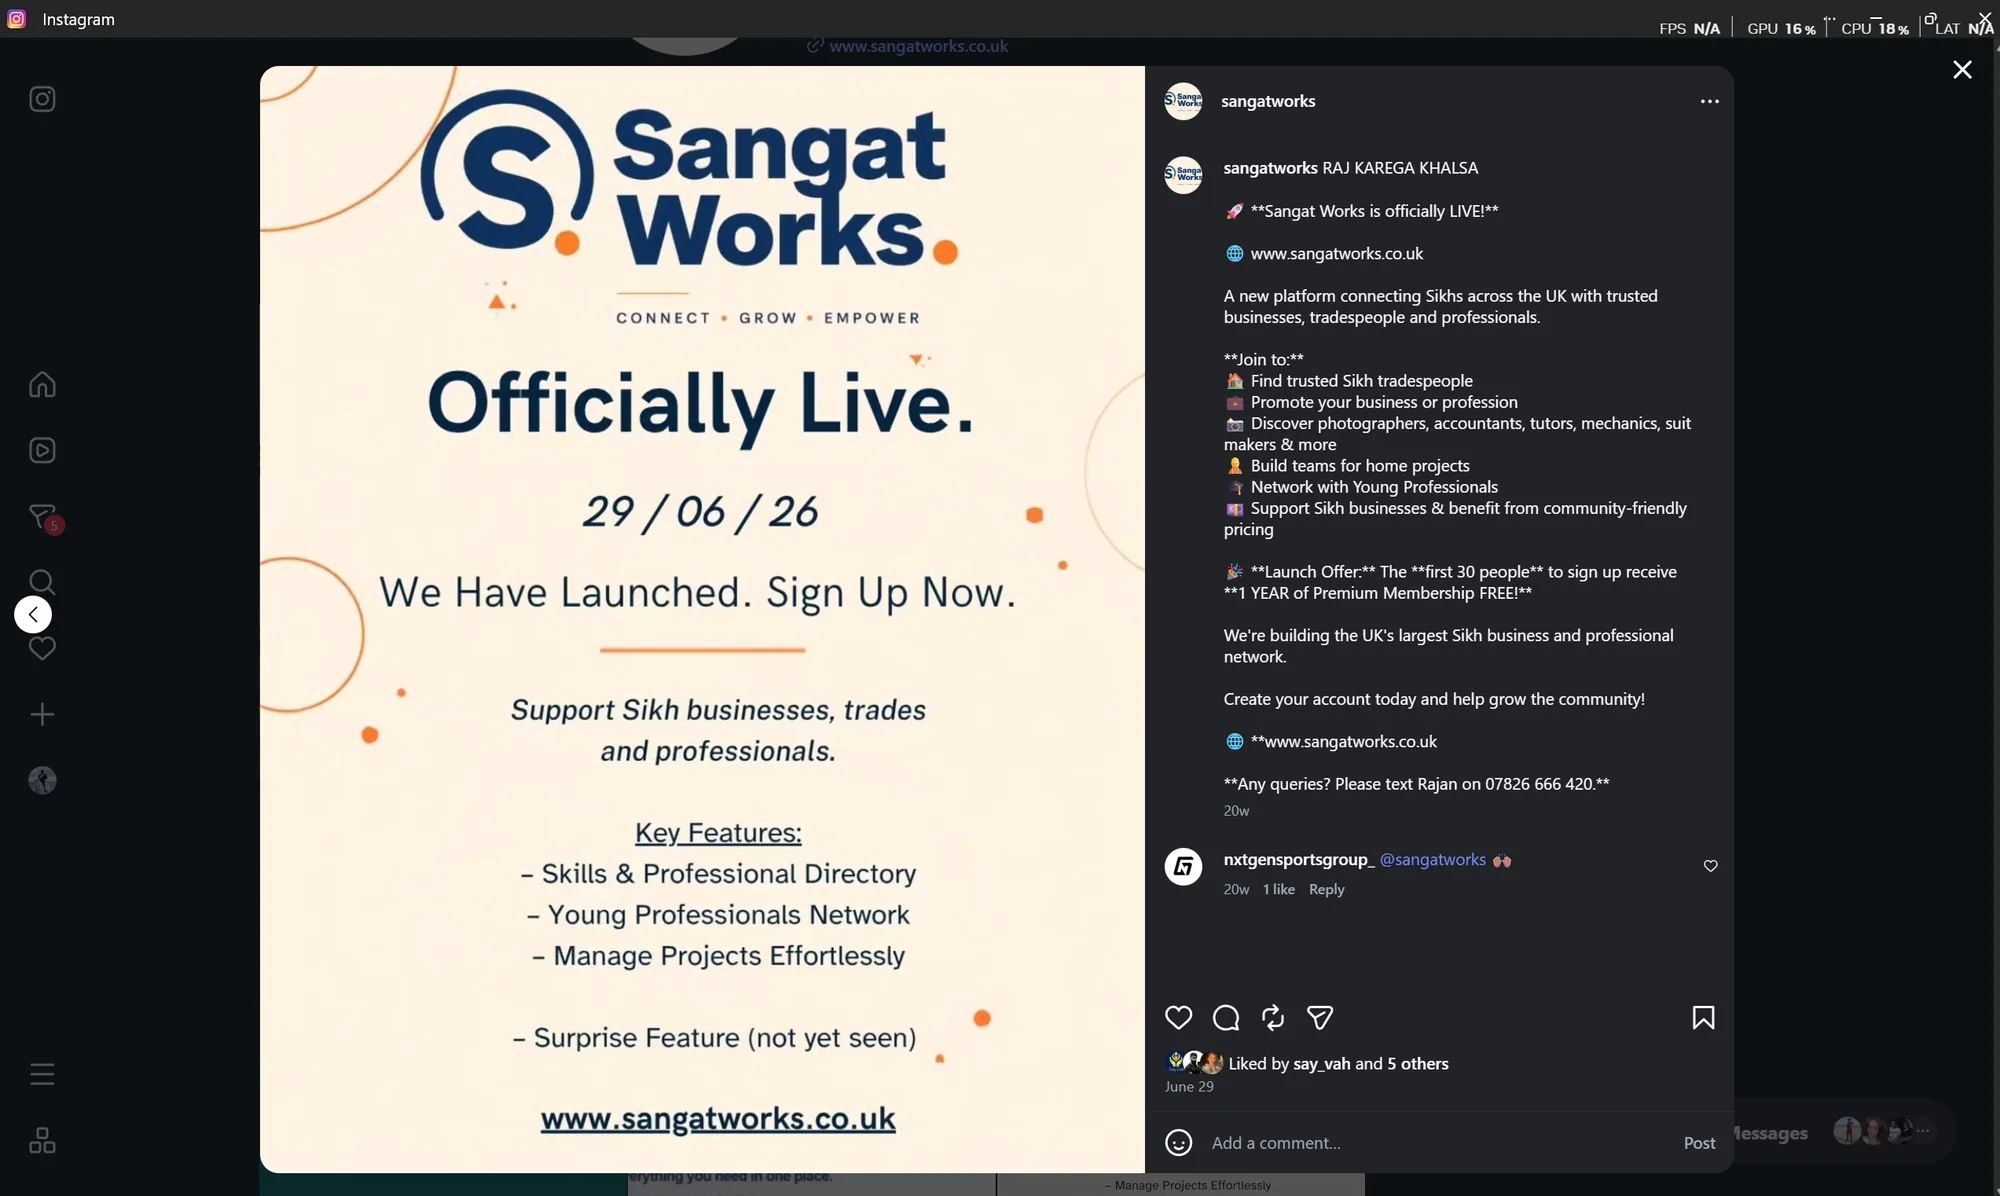 Instagram
FPS N/A GPU 16 % CPU 18 % LAT N/A
www.sangatworks.co.uk
Sangat
Works.
S.
CONNECT • GROW • EMPOWER
Officially Live.
29 / 06 / 26
We Have Launched. Sign Up Now.
Support Sikh businesses, trades
and professionals.
Key Features:
– Skills & Professional Directory
– Young Professionals Network
– Manage Projects Effortlessly
– Surprise Feature (not yet seen)
www.sangatworks.co.uk
sangatworks
sangatworks RAJ KAREGA KHALSA
🚀 **Sangat Works is officially LIVE!**
🌐 www.sangatworks.co.uk
A new platform connecting Sikhs across the UK with trusted
businesses, tradespeople and professionals.
**Join to:**
🏠 Find trusted Sikh tradespeople
💼 Promote your business or profession
📸 Discover photographers, accountants, tutors, mechanics, suit
makers & more
👷 Build teams for home projects
🎓 Network with Young Professionals
💷 Support Sikh businesses & benefit from community-friendly
pricing
🎉 **Launch Offer:** The **first 30 people** to sign up receive
**1 YEAR of Premium Membership FREE!**
We're building the UK's largest Sikh business and professional
network.
Create your account today and help grow the community!
🌐 **www.sangatworks.co.uk
**Any queries? Please text Rajan on 07826 666 420.**
20w
nxtgensportsgroup_ @sangatworks 🙌
20w 1 like Reply
Liked by say_vah and 5 others
June 29
Add a comment...
Post
5
Messages
erything you need in one place.
– Manage Projects Effortlessly